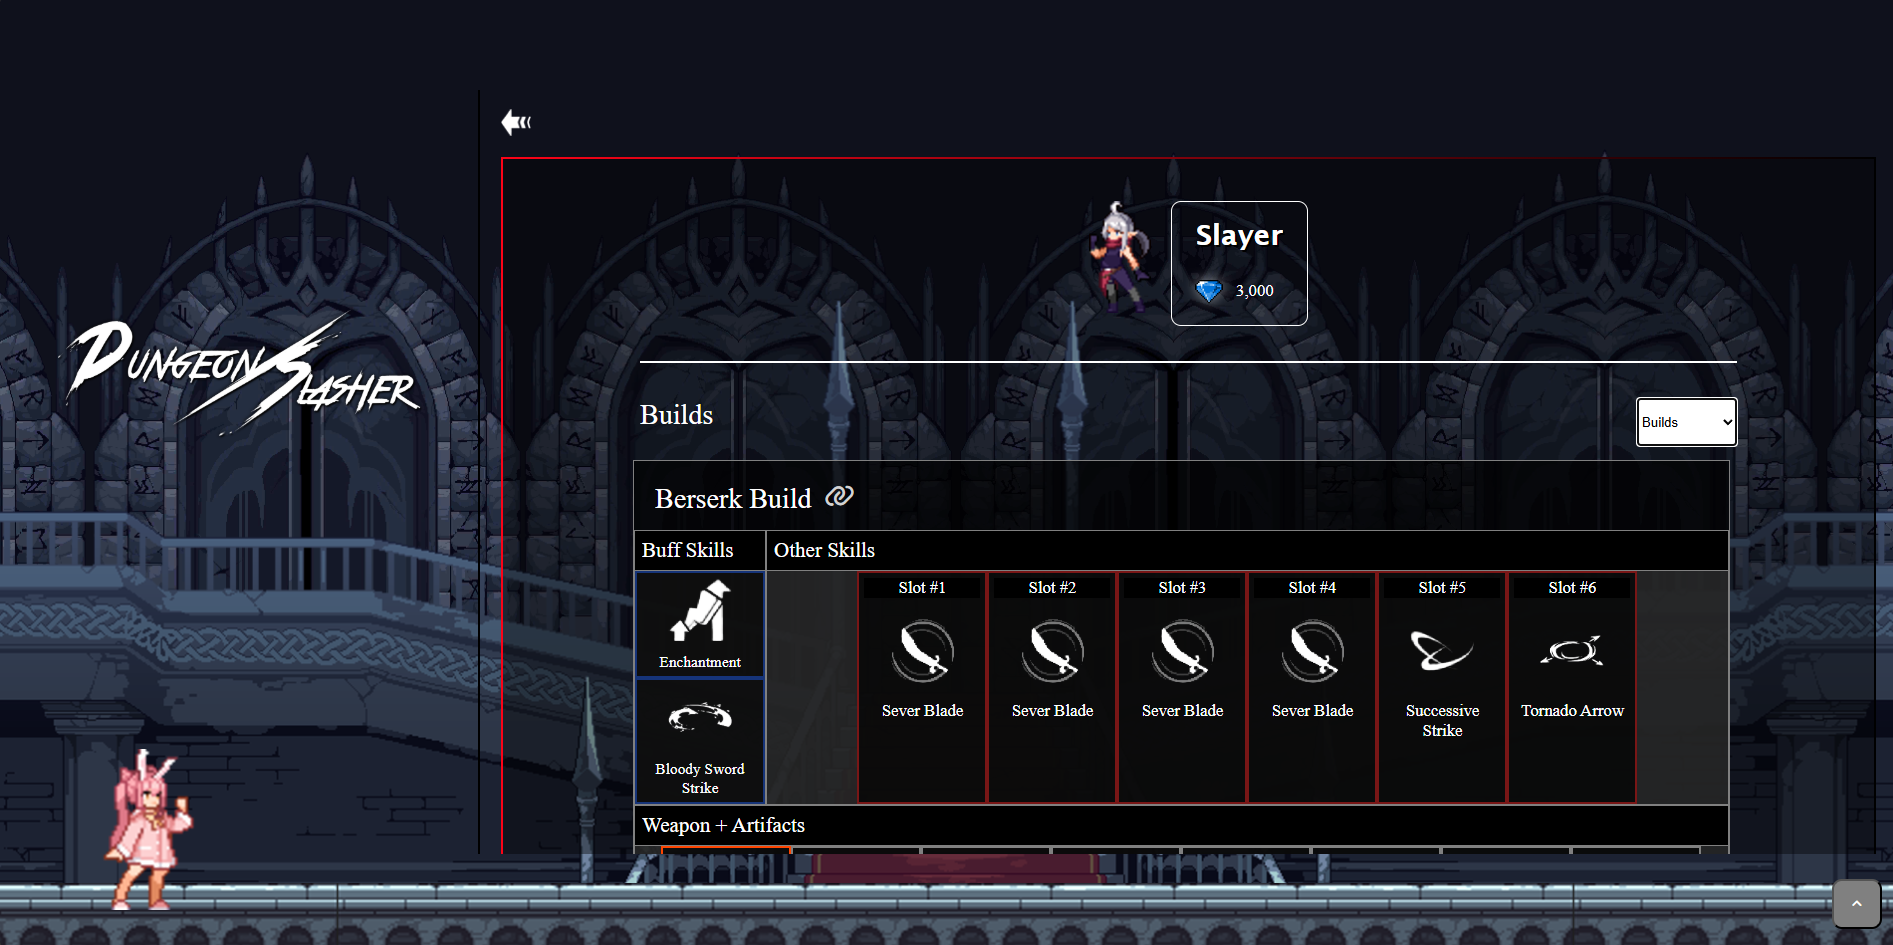 Dungeon Slasher
Slayer
3,000
Builds
Builds
Berserk Build
Buff Skills
Other Skills
Enchantment
Bloody Sword
Strike
Slot #1
Sever Blade
Slot #2
Sever Blade
Slot #3
Sever Blade
Slot #4
Sever Blade
Slot #5
Successive
Strike
Slot #6
Tornado Arrow
Weapon + Artifacts